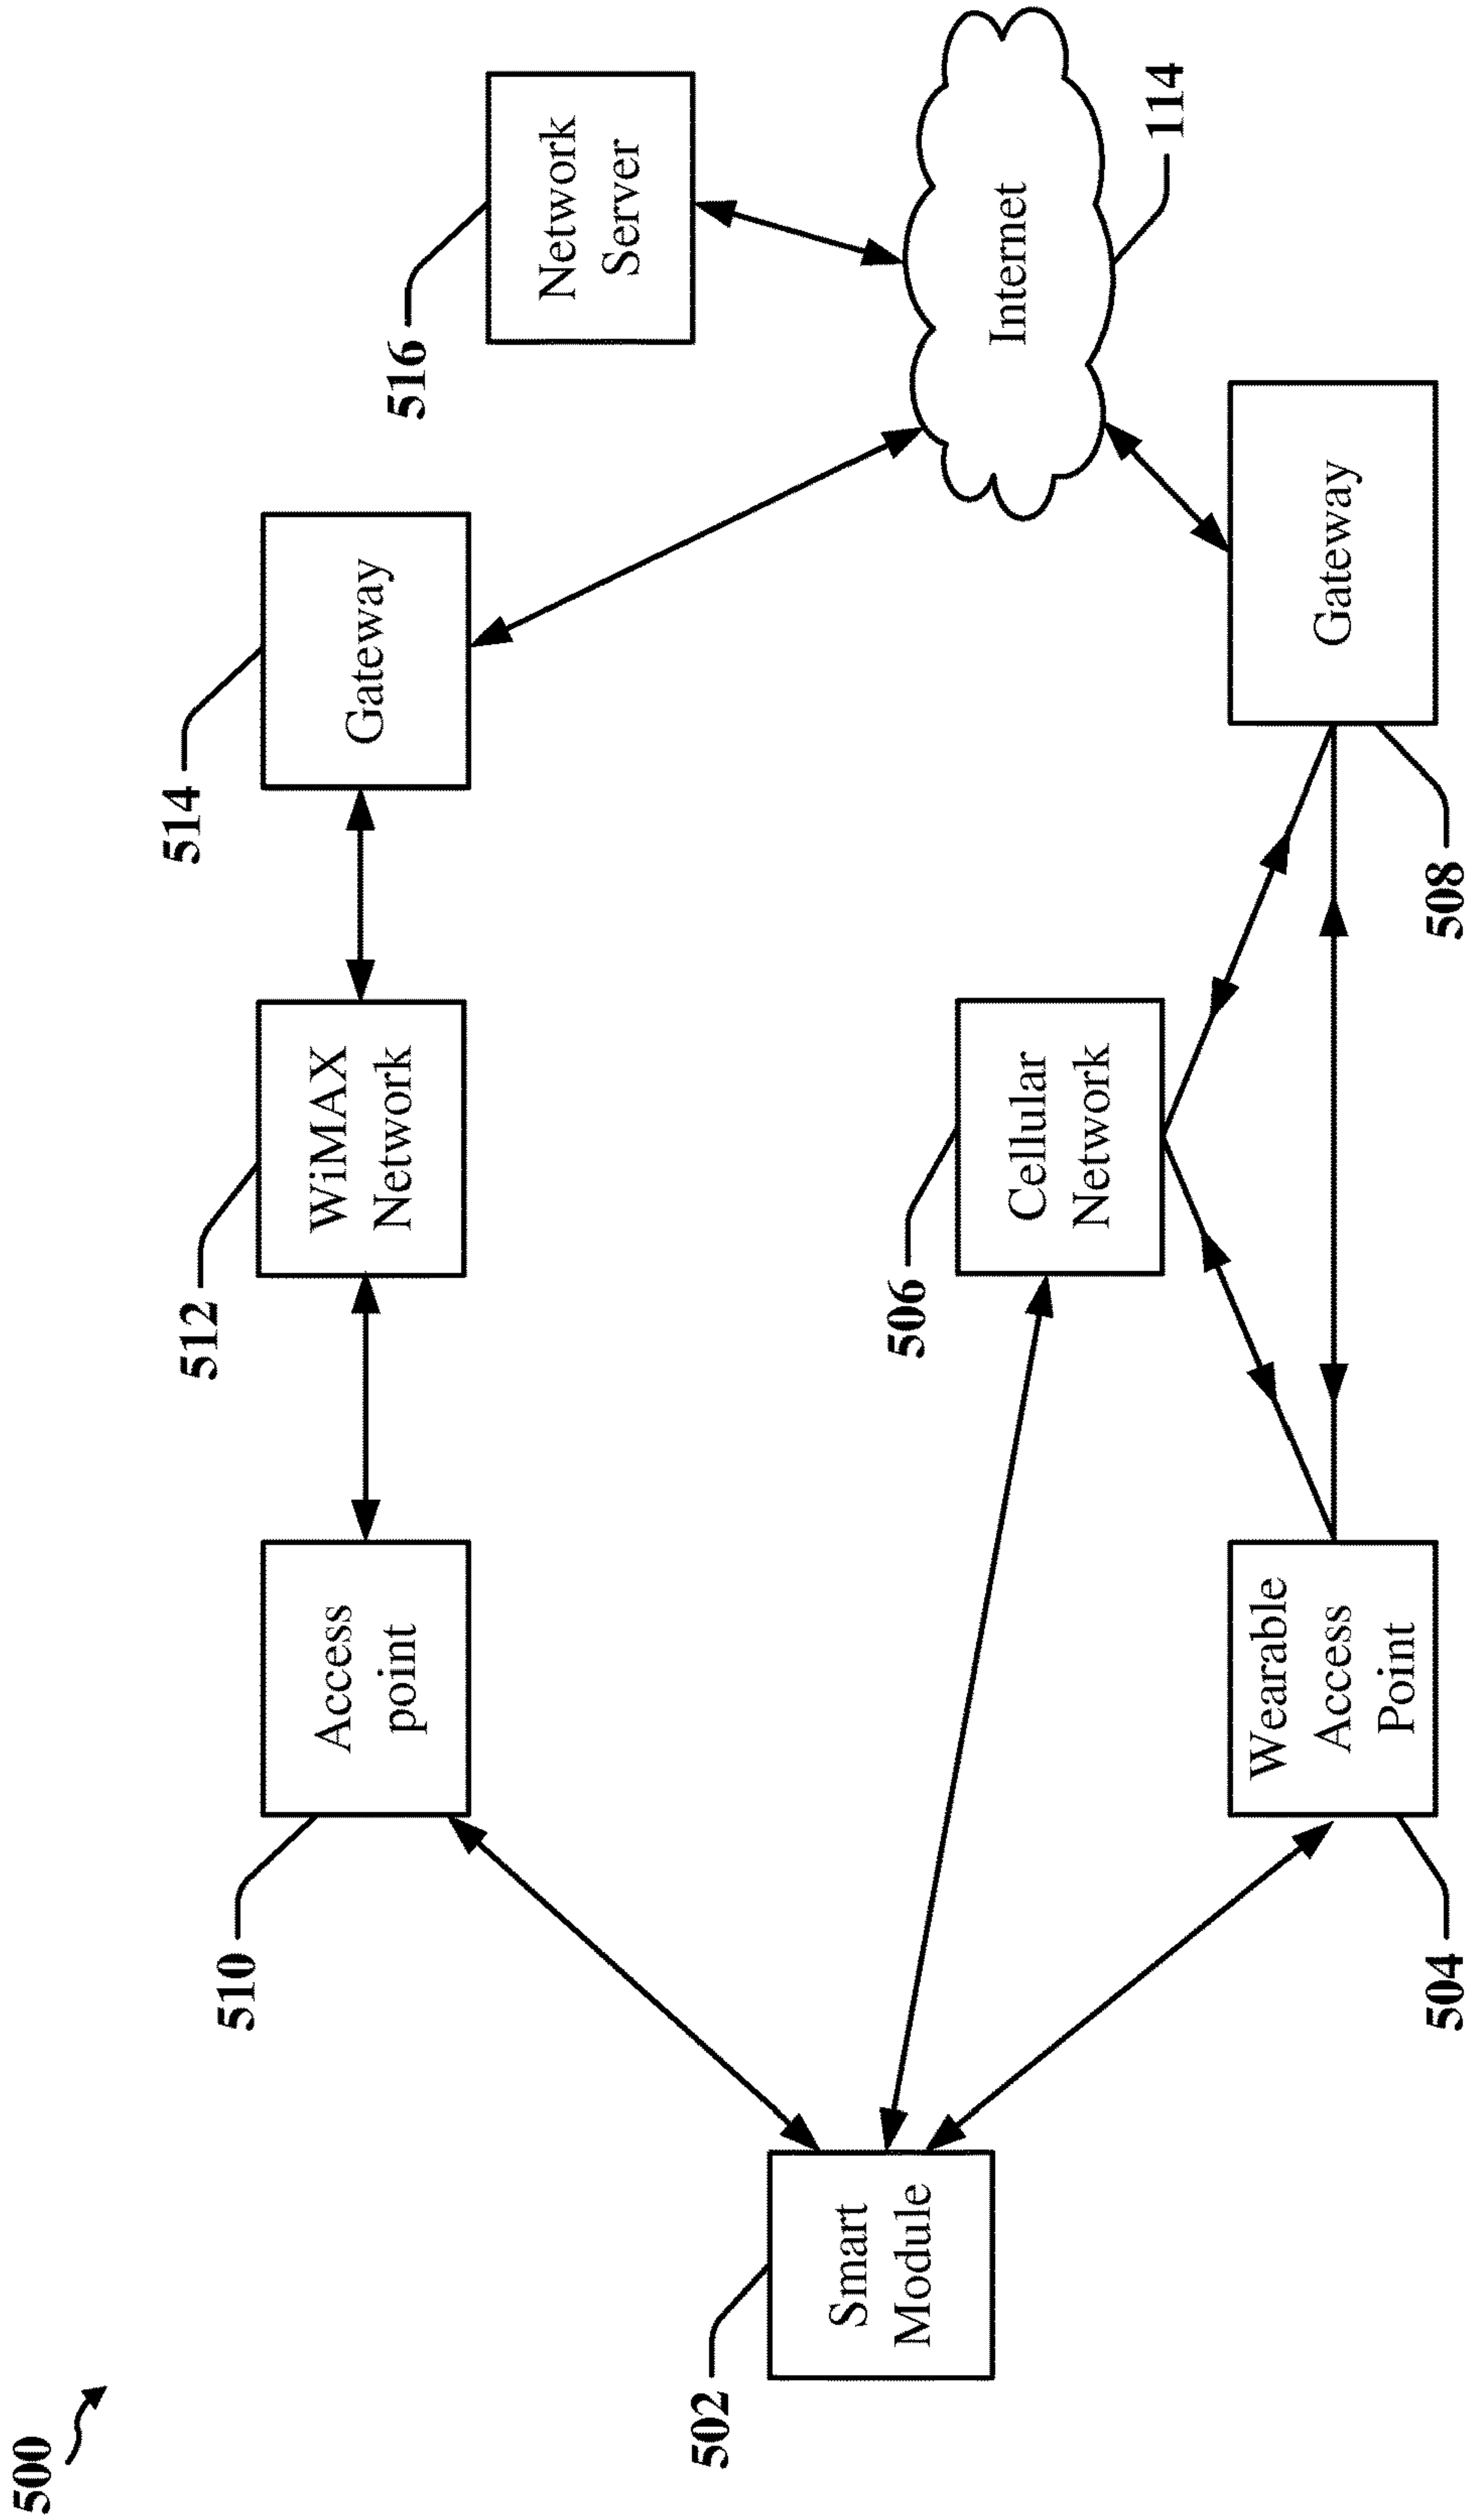 500
502
Smart
Module
510
Access
point
512
WiMAX
Network
514
Gateway
516
Network
Server
504
Wearable
Access
Point
506
Cellular
Network
508
Gateway
Internet
114